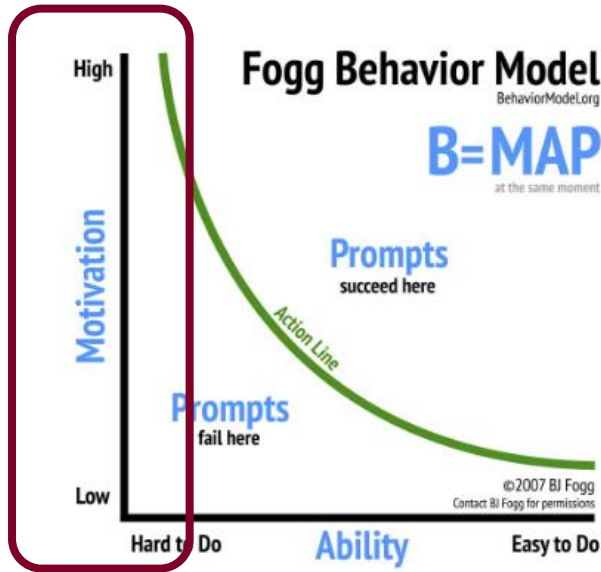 High
Fogg Behavior Model
BehaviorModel.org
B=MAP
at the same moment
Motivation
Prompts
succeed here
Action Line
Prompts
fail here
©2007 BJ Fogg
Contact BJ Fogg for permissions
Low
Hard to Do
Ability
Easy to Do